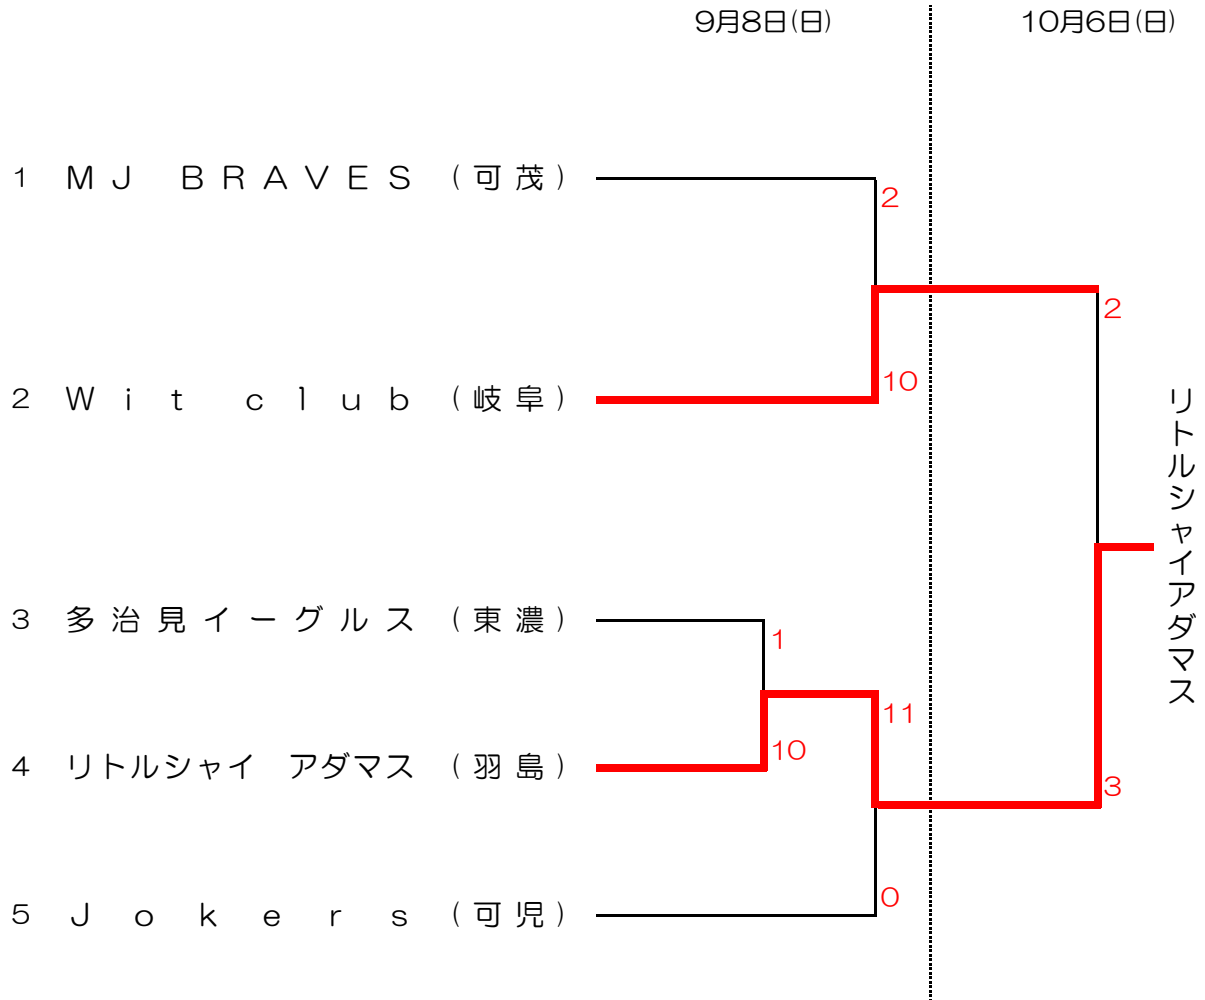 9月8日(日) 10月6日(日)
1 MJ BRAVES (可茂)
2
2
10
2 Wit club (岐阜)
リトルシャイアダマス
3 多治見イーグルス (東濃)
1
11
10
4 リトルシャイ アダマス (羽島)
3
0
5 Jokers (可児)